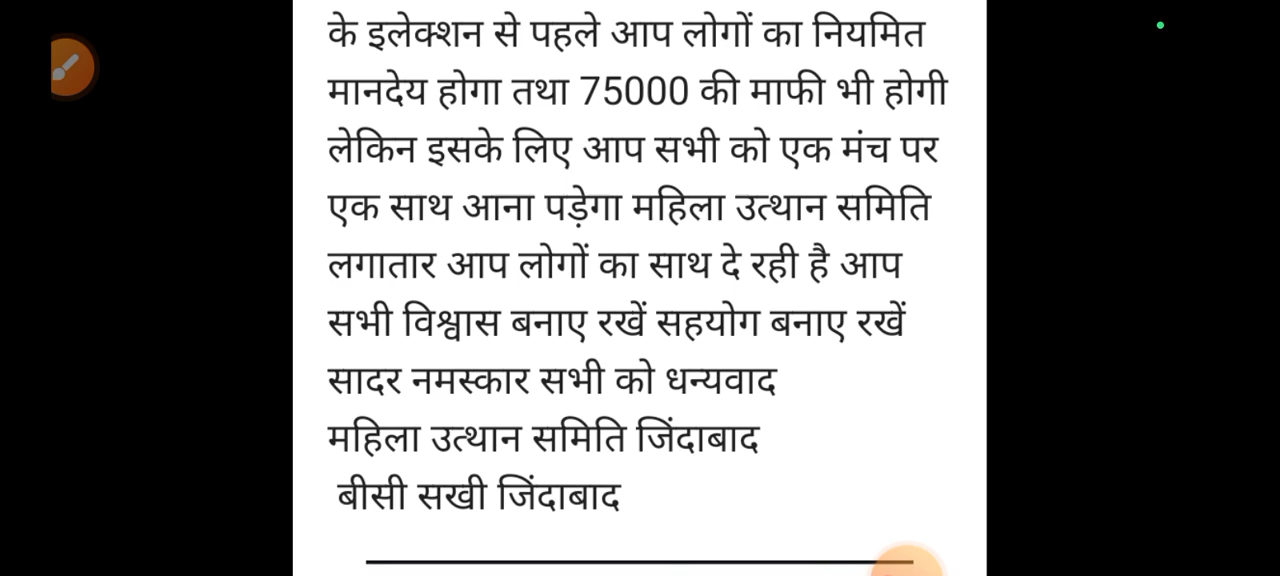 के इलेक्शन से पहले आप लोगों का नियमित
मानदेय होगा तथा 75000 की माफी भी होगी
लेकिन इसके लिए आप सभी को एक मंच पर
एक साथ आना पड़ेगा महिला उत्थान समिति
लगातार आप लोगों का साथ दे रही है आप
सभी विश्वास बनाए रखें सहयोग बनाए रखें
सादर नमस्कार सभी को धन्यवाद
महिला उत्थान समिति जिंदाबाद
बीसी सखी जिंदाबाद